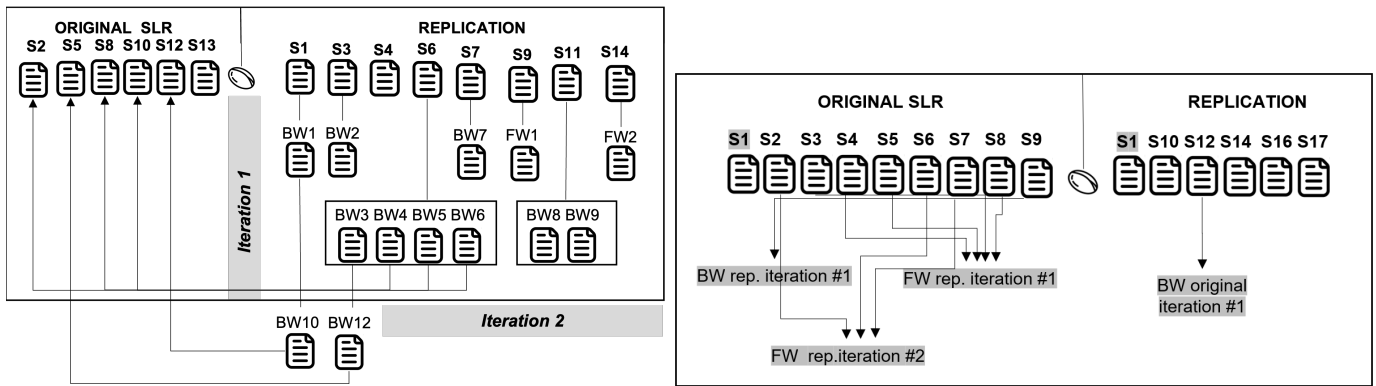 ORIGINAL SLR
REPLICATION
S2 S5 S8 S10 S12 S13
S1 S3 S4 S6 S7 S9 S11 S14
BW1 BW2 BW7 FW1 FW2
Iteration 1
BW3 BW4 BW5 BW6
BW8 BW9
BW10 BW12
Iteration 2
ORIGINAL SLR
REPLICATION
S1 S2 S3 S4 S5 S6 S7 S8 S9
S1 S10 S12 S14 S16 S17
BW rep. iteration #1
FW rep. iteration #1
BW original
iteration #1
FW rep.iteration #2